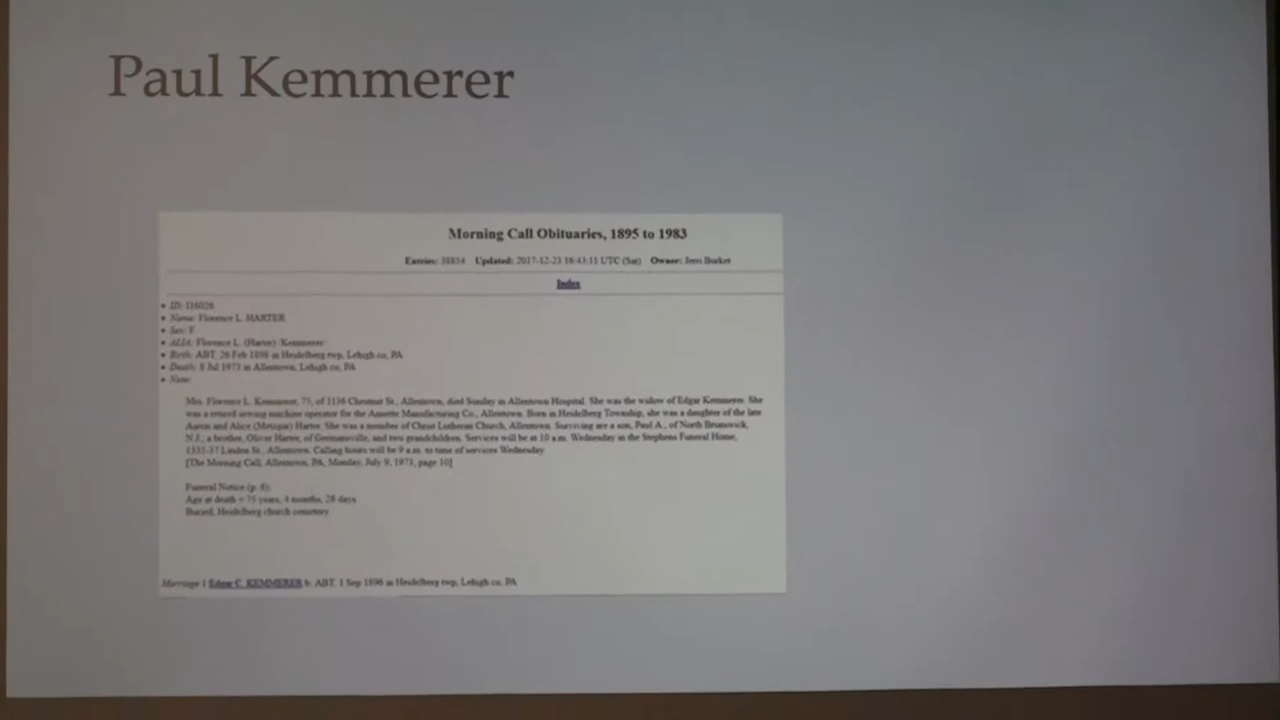 Paul Kemmerer
Morning Call Obituaries, 1895 to 1983
Entries: 18854 Updated: 2017-12-23 18:43:11 UTC (Sat) Owner: Jerri Burket
Index
• ID: I16026
• Name: Florence L. HARTER
• Sex: F
• ALIA: Florence L. (Harter) /Kemmerer/
• Birth: ABT. 26 Feb 1898 in Heidelberg twp, Lehigh co, PA
• Death: 8 Jul 1973 in Allentown, Lehigh co, PA
• Note:
Mrs. Florence L. Kemmerer, 75, of 1136 Chestnut St., Allentown, died Sunday in Allentown Hospital. She was the widow of Edgar Kemmerer. She
was a retired sewing machine operator for the Annette Manufacturing Co., Allentown. Born in Heidelberg Township, she was a daughter of the late
Aaron and Alice (Metzgar) Harter. She was a member of Christ Lutheran Church, Allentown. Surviving are a son, Paul A., of North Brunswick,
N.J., a brother, Oliver Harter, of Germansville, and two grandchildren. Services will be at 10 a.m. Wednesday in the Stephens Funeral Home,
1335-37 Linden St., Allentown. Calling hours will be 9 a.m. to time of services Wednesday.
[The Morning Call, Allentown, PA, Monday, July 9, 1973, page 10]
Funeral Notice (p. 8):
Age at death = 75 years, 4 months, 28 days
Buried, Heidelberg church cemetery
Marriage 1 Edgar C. KEMMERER b: ABT. 1 Sep 1896 in Heidelberg twp, Lehigh co, PA